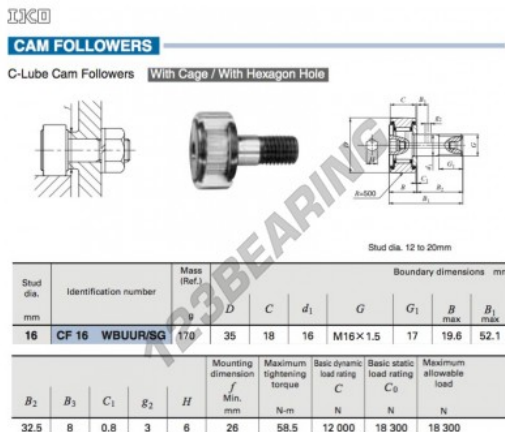 IKO
CAM FOLLOWERS
C-Lube Cam Followers With Cage / With Hexagon Hole
R=500
Stud dia. 12 to 20mm
Stud dia. mm Identification number Mass (Ref.) g Boundary dimensions mm
D C d1 G G1 B max B1 max
16 CF 16 WBUUR/SG 170 35 18 16 M16×1.5 17 19.6 52.1
B2 B3 C1 g2 H Mounting dimension f Min. mm Maximum tightening torque N-m Basic dynamic load rating C N Basic static load rating C0 N Maximum allowable load N
32.5 8 0.8 3 6 26 58.5 12 000 18 300 18 300
123BEARING